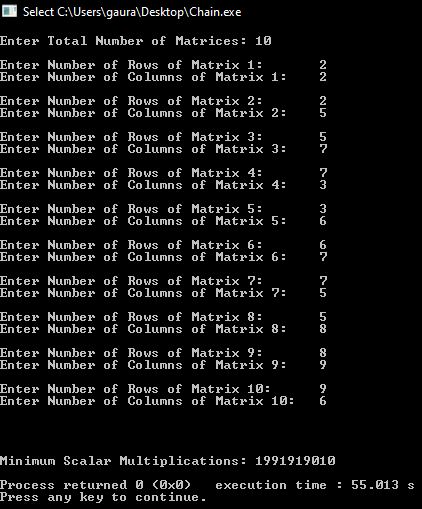 Select C:\Users\gaura\Desktop\Chain.exe
Enter Total Number of Matrices: 10
Enter Number of Rows of Matrix 1: 2
Enter Number of Columns of Matrix 1: 2
Enter Number of Rows of Matrix 2: 2
Enter Number of Columns of Matrix 2: 5
Enter Number of Rows of Matrix 3: 5
Enter Number of Columns of Matrix 3: 7
Enter Number of Rows of Matrix 4: 7
Enter Number of Columns of Matrix 4: 3
Enter Number of Rows of Matrix 5: 3
Enter Number of Columns of Matrix 5: 6
Enter Number of Rows of Matrix 6: 6
Enter Number of Columns of Matrix 6: 7
Enter Number of Rows of Matrix 7: 7
Enter Number of Columns of Matrix 7: 5
Enter Number of Rows of Matrix 8: 5
Enter Number of Columns of Matrix 8: 8
Enter Number of Rows of Matrix 9: 8
Enter Number of Columns of Matrix 9: 9
Enter Number of Rows of Matrix 10: 9
Enter Number of Columns of Matrix 10: 6
Minimum Scalar Multiplications: 1991919010
Process returned 0 (0x0) execution time : 55.013 s
Press any key to continue.